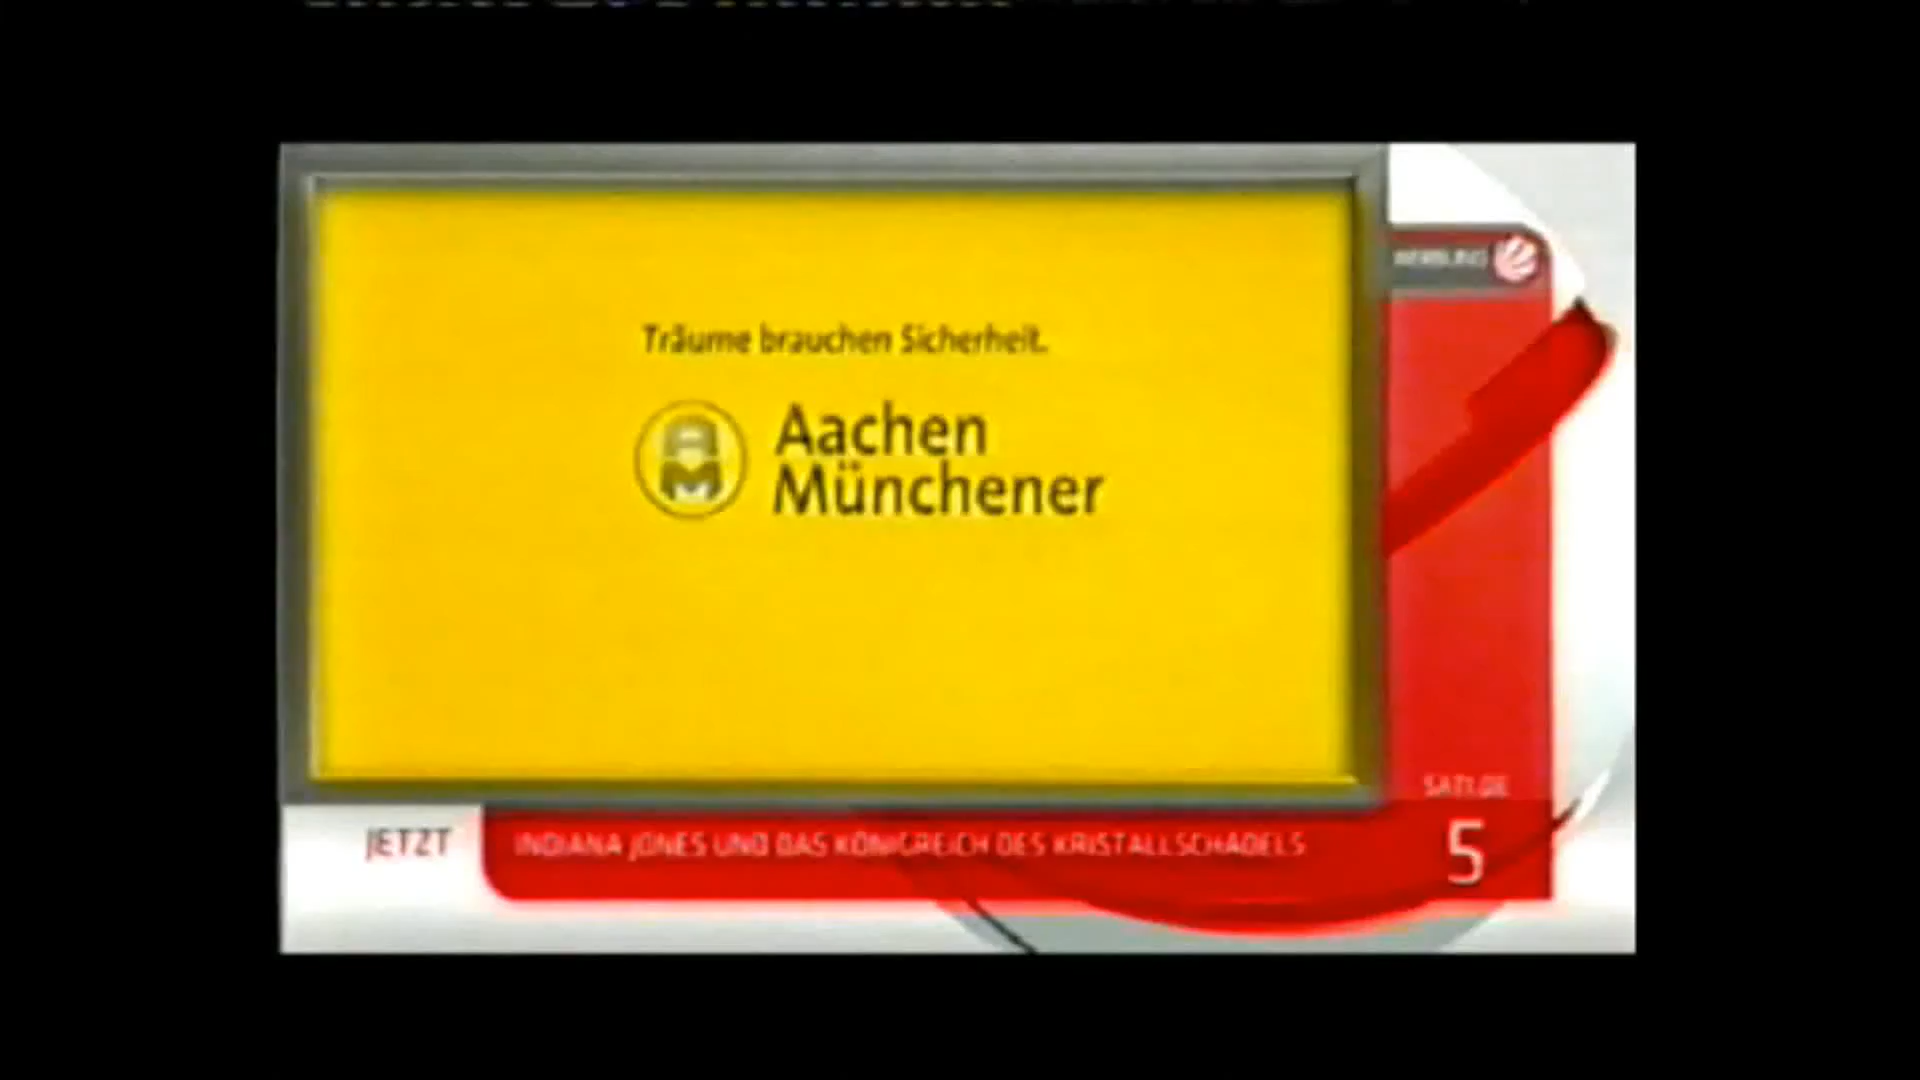 Träume brauchen Sicherheit.
Aachen
Münchener
WERBUNG
SAT1.DE
JETZT
INDIANA JONES UND DAS KÖNIGREICH DES KRISTALLSCHÄDELS
5